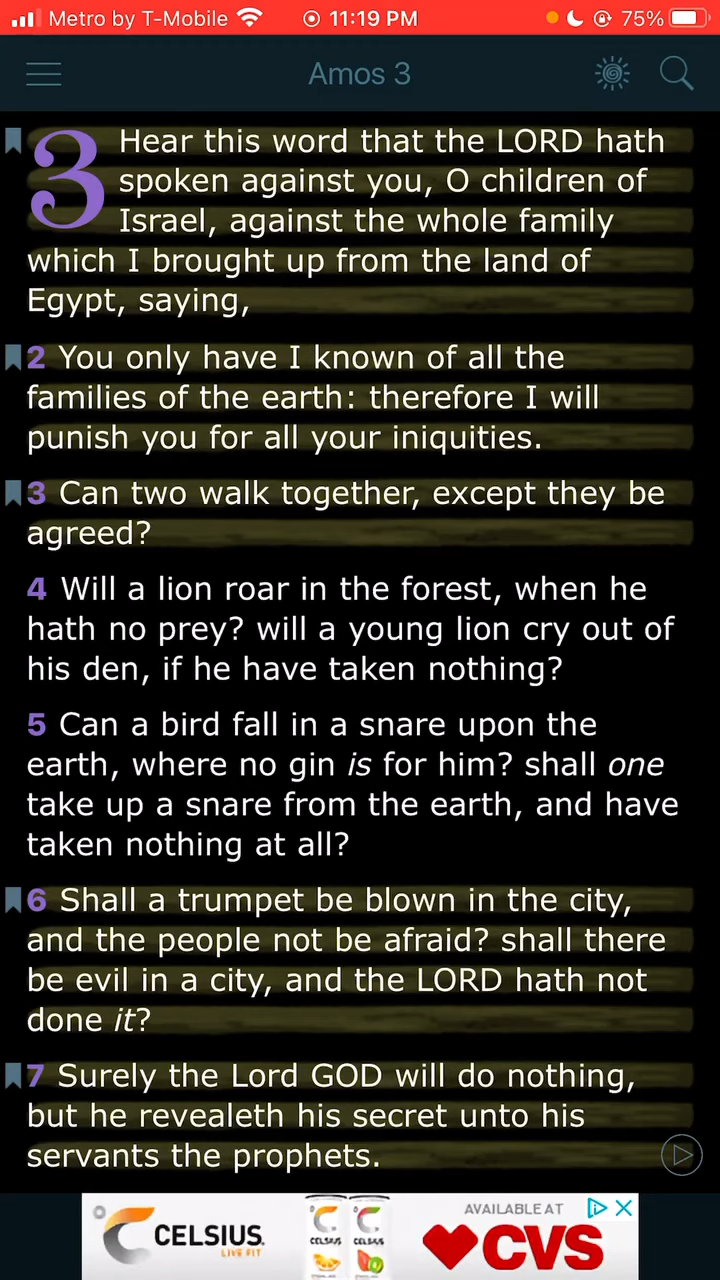 Metro by T-Mobile 11:19 PM 75%
Amos 3
3 Hear this word that the LORD hath
spoken against you, O children of
Israel, against the whole family
which I brought up from the land of
Egypt, saying,
2 You only have I known of all the
families of the earth: therefore I will
punish you for all your iniquities.
3 Can two walk together, except they be
agreed?
4 Will a lion roar in the forest, when he
hath no prey? will a young lion cry out of
his den, if he have taken nothing?
5 Can a bird fall in a snare upon the
earth, where no gin is for him? shall one
take up a snare from the earth, and have
taken nothing at all?
6 Shall a trumpet be blown in the city,
and the people not be afraid? shall there
be evil in a city, and the LORD hath not
done it?
7 Surely the Lord GOD will do nothing,
but he revealeth his secret unto his
servants the prophets.
CELSIUS.
LIVE FIT
CELSIUS CELSIUS
AVAILABLE AT
CVS